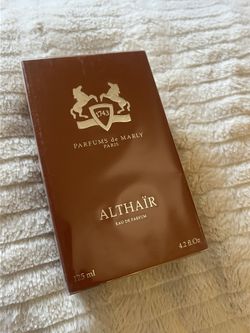 1743
PARFUMS de MARLY
PARIS
ALTHAÏR
EAU DE PARFUM
125 ml
4.2 fl.Oz